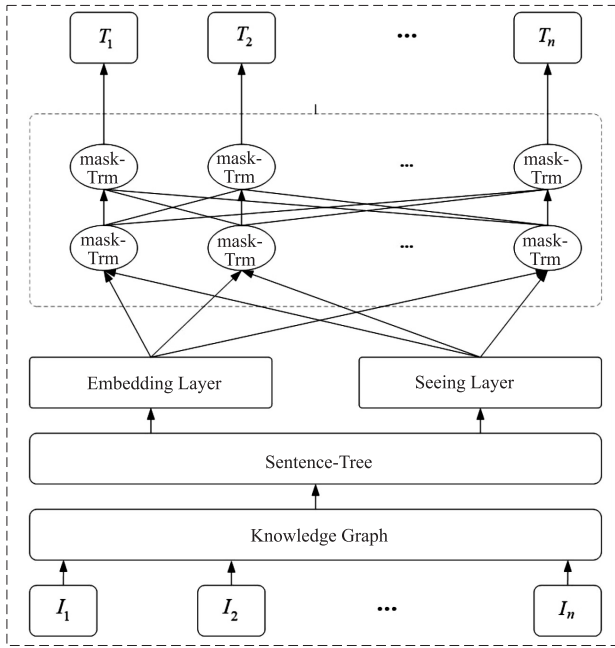 T1 T2 ... Tn
mask-Trm mask-Trm ... mask-Trm
mask-Trm mask-Trm ... mask-Trm
Embedding Layer Seeing Layer
Sentence-Tree
Knowledge Graph
I1 I2 ... In